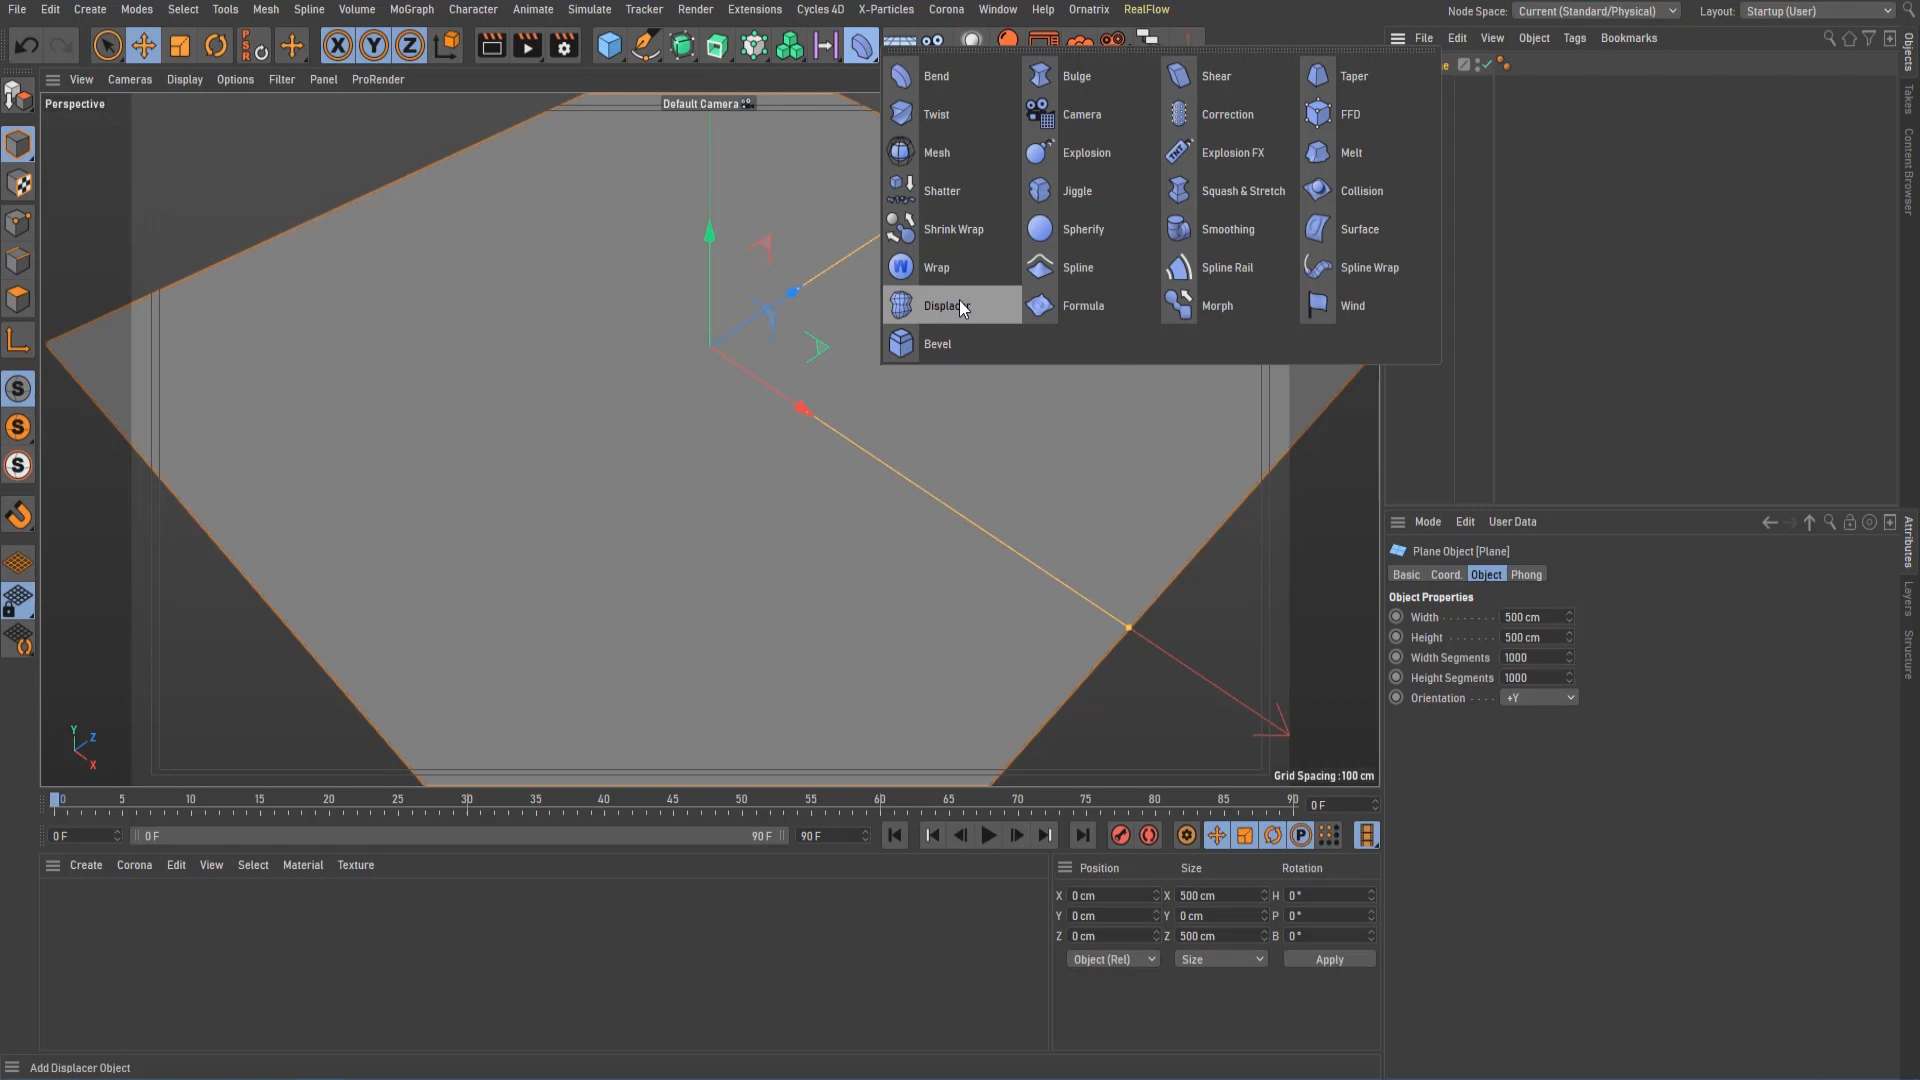 File Edit Create Modes Select Tools Mesh Spline Volume MoGraph Character Animate Simulate Tracker Render Extensions Cycles 4D X-Particles Corona Window Help Ornatrix RealFlow Node Space: Current (Standard/Physical) Layout: Startup (User)
PSR X Y Z
File Edit View Object Tags Bookmarks
View Cameras Display Options Filter Panel ProRender
Perspective
Default Camera
Bend Bulge Shear Taper
Twist Camera Correction FFD
Mesh Explosion Explosion FX Melt
Shatter Jiggle Squash & Stretch Collision
Shrink Wrap Spherify Smoothing Surface
Wrap Spline Spline Rail Spline Wrap
Formula Morph Wind
Bevel
Objects
Takes
Content Browser
Mode Edit User Data
Plane Object [Plane]
Basic Coord. Object Phong
Object Properties
Width 500 cm
Height 500 cm
Width Segments 1000
Height Segments 1000
Orientation +Y
Attributes
Layers
Structure
Y Z X
Grid Spacing : 100 cm
0 5 10 15 20 25 30 35 40 45 50 55 60 65 70 75 80 85 90 0 F
0 F 0 F 90 F 90 F
Create Corona Edit View Select Material Texture
Position Size Rotation
X 0 cm X 500 cm H 0°
Y 0 cm Y 0 cm P 0°
Z 0 cm Z 500 cm B 0°
Object (Rel) Size Apply
Add Displacer Object